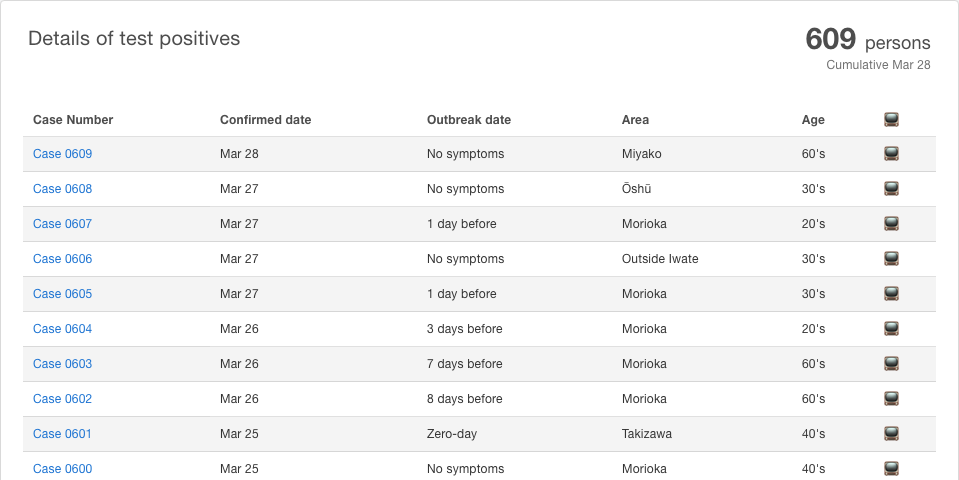 Details of test positives
609 persons
Cumulative Mar 28
Case Number Confirmed date Outbreak date Area Age
Case 0609 Mar 28 No symptoms Miyako 60's
Case 0608 Mar 27 No symptoms Ōshū 30's
Case 0607 Mar 27 1 day before Morioka 20's
Case 0606 Mar 27 No symptoms Outside Iwate 30's
Case 0605 Mar 27 1 day before Morioka 30's
Case 0604 Mar 26 3 days before Morioka 20's
Case 0603 Mar 26 7 days before Morioka 60's
Case 0602 Mar 26 8 days before Morioka 60's
Case 0601 Mar 25 Zero-day Takizawa 40's
Case 0600 Mar 25 No symptoms Morioka 40's